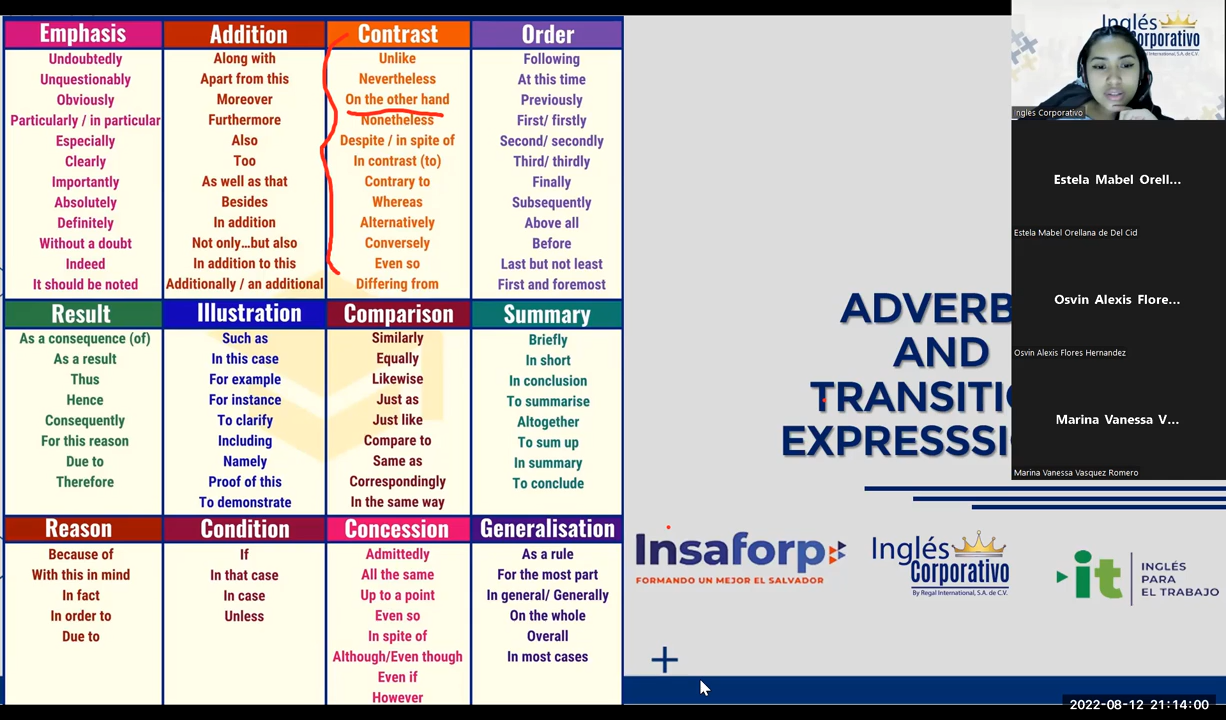 Emphasis
Undoubtedly
Unquestionably
Obviously
Particularly / in particular
Especially
Clearly
Importantly
Absolutely
Definitely
Without a doubt
Indeed
It should be noted
Addition
Along with
Apart from this
Moreover
Furthermore
Also
Too
As well as that
Besides
In addition
Not only…but also
In addition to this
Additionally / an additional
Contrast
Unlike
Nevertheless
On the other hand
Nonetheless
Despite / in spite of
In contrast (to)
Contrary to
Whereas
Alternatively
Conversely
Even so
Differing from
Order
Following
At this time
Previously
First/ firstly
Second/ secondly
Third/ thirdly
Finally
Subsequently
Above all
Before
Last but not least
First and foremost
Result
As a consequence (of)
As a result
Thus
Hence
Consequently
For this reason
Due to
Therefore
Illustration
Such as
In this case
For example
For instance
To clarify
Including
Namely
Proof of this
To demonstrate
Comparison
Similarly
Equally
Likewise
Just as
Just like
Compare to
Same as
Correspondingly
In the same way
Summary
Briefly
In short
In conclusion
To summarise
Altogether
To sum up
In summary
To conclude
Reason
Because of
With this in mind
In fact
In order to
Due to
Condition
If
In that case
In case
Unless
Concession
Admittedly
All the same
Up to a point
Even so
In spite of
Although/Even though
Even if
However
Generalisation
As a rule
For the most part
In general/ Generally
On the whole
Overall
In most cases
ADVERB
AND
TRANSITIO
EXPRESSSI
Insaforp
FORMANDO UN MEJOR EL SALVADOR
Inglés
Corporativo
By Regal International, S.A. de C.V.
it
INGLÉS
PARA
EL TRABAJO
Inglés
Corporativo
Ingles Corporativo
Estela Mabel Orell...
Estela Mabel Orellana de Del Cid
Osvin Alexis Flore...
Osvin Alexis Flores Hernandez
Marina Vanessa V...
Marina Vanessa Vasquez Romero
2022-08-12 21:14:00